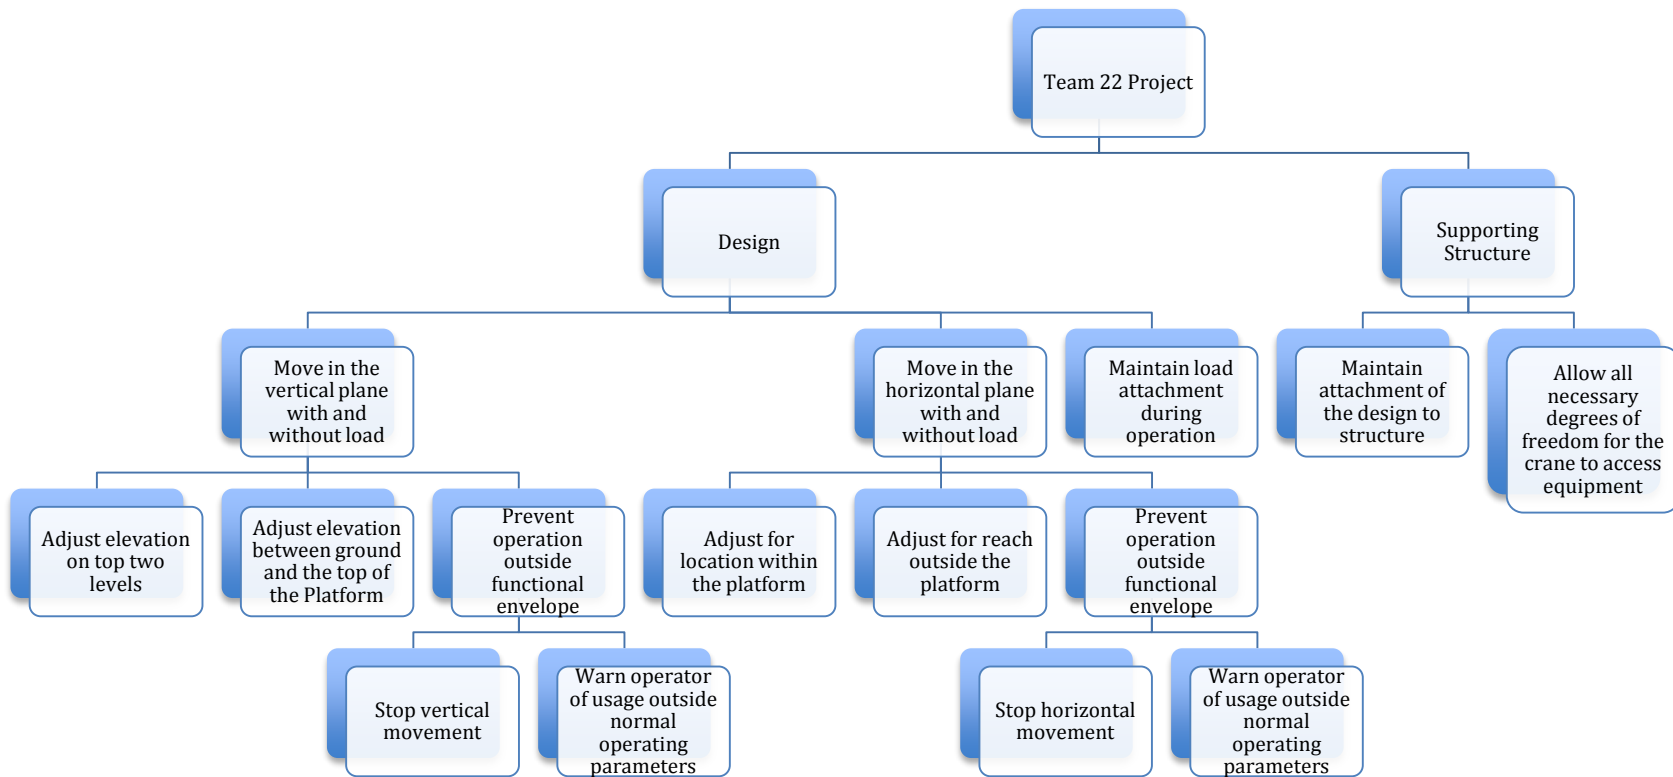 Team 22 Project
Design
Supporting
Structure
Move in the
vertical plane
with and
without load
Move in the
horizontal plane
with and
without load
Maintain load
attachment
during
operation
Maintain
attachment of
the design to
structure
Allow all
necessary
degrees of
freedom for the
crane to access
equipment
Adjust elevation
on top two
levels
Adjust elevation
between ground
and the top of
the Platform
Prevent
operation
outside
functional
envelope
Adjust for
location within
the platform
Adjust for reach
outside the
platform
Prevent
operation
outside
functional
envelope
Stop vertical
movement
Warn operator
of usage outside
normal
operating
parameters
Stop horizontal
movement
Warn operator
of usage outside
normal
operating
parameters